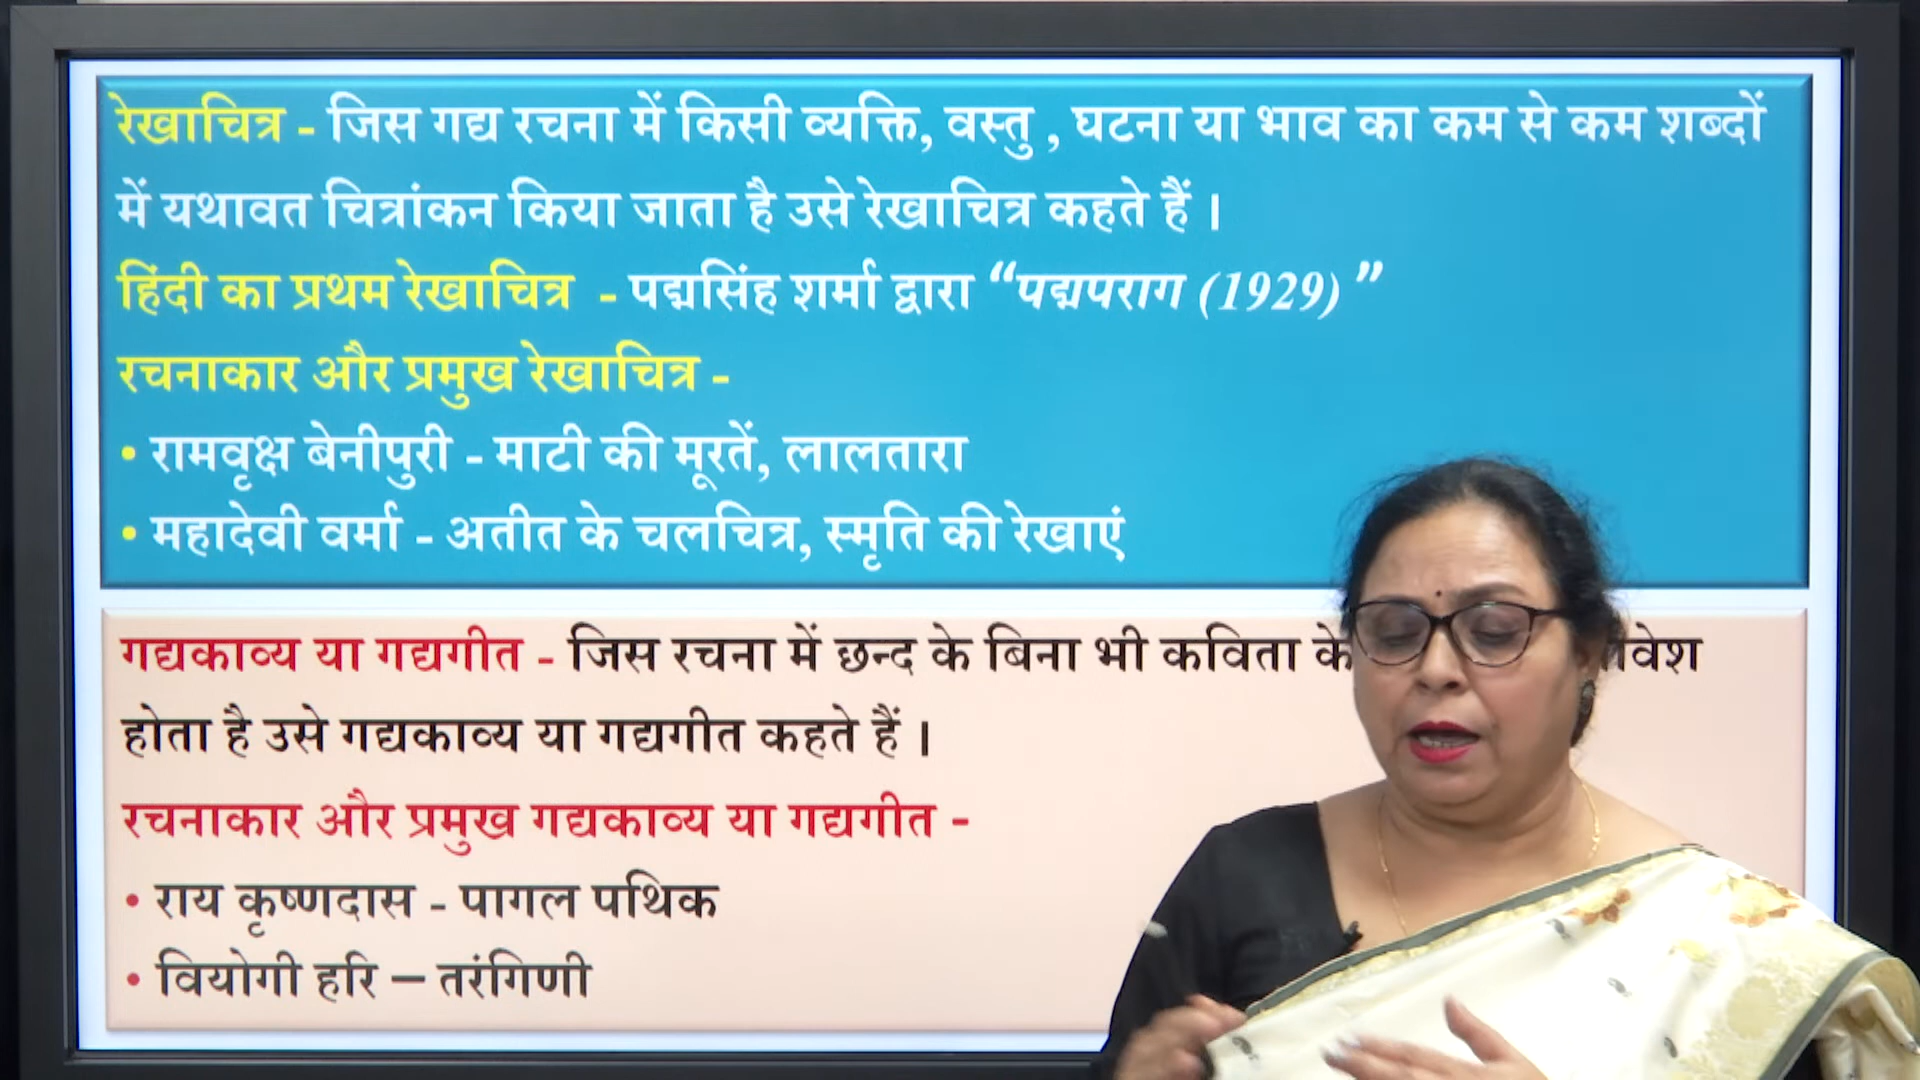 रेखाचित्र - जिस गद्य रचना में किसी व्यक्ति, वस्तु , घटना या भाव का कम से कम शब्दों
में यथावत चित्रांकन किया जाता है उसे रेखाचित्र कहते हैं ।
हिंदी का प्रथम रेखाचित्र - पद्मसिंह शर्मा द्वारा “पद्मपराग (1929) ”
रचनाकार और प्रमुख रेखाचित्र -
• रामवृक्ष बेनीपुरी - माटी की मूरतें, लालतारा
• महादेवी वर्मा - अतीत के चलचित्र, स्मृति की रेखाएं
गद्यकाव्य या गद्यगीत - जिस रचना में छन्द के बिना भी कविता के
होता है उसे गद्यकाव्य या गद्यगीत कहते हैं ।
रचनाकार और प्रमुख गद्यकाव्य या गद्यगीत -
• राय कृष्णदास - पागल पथिक
• वियोगी हरि – तरंगिणी